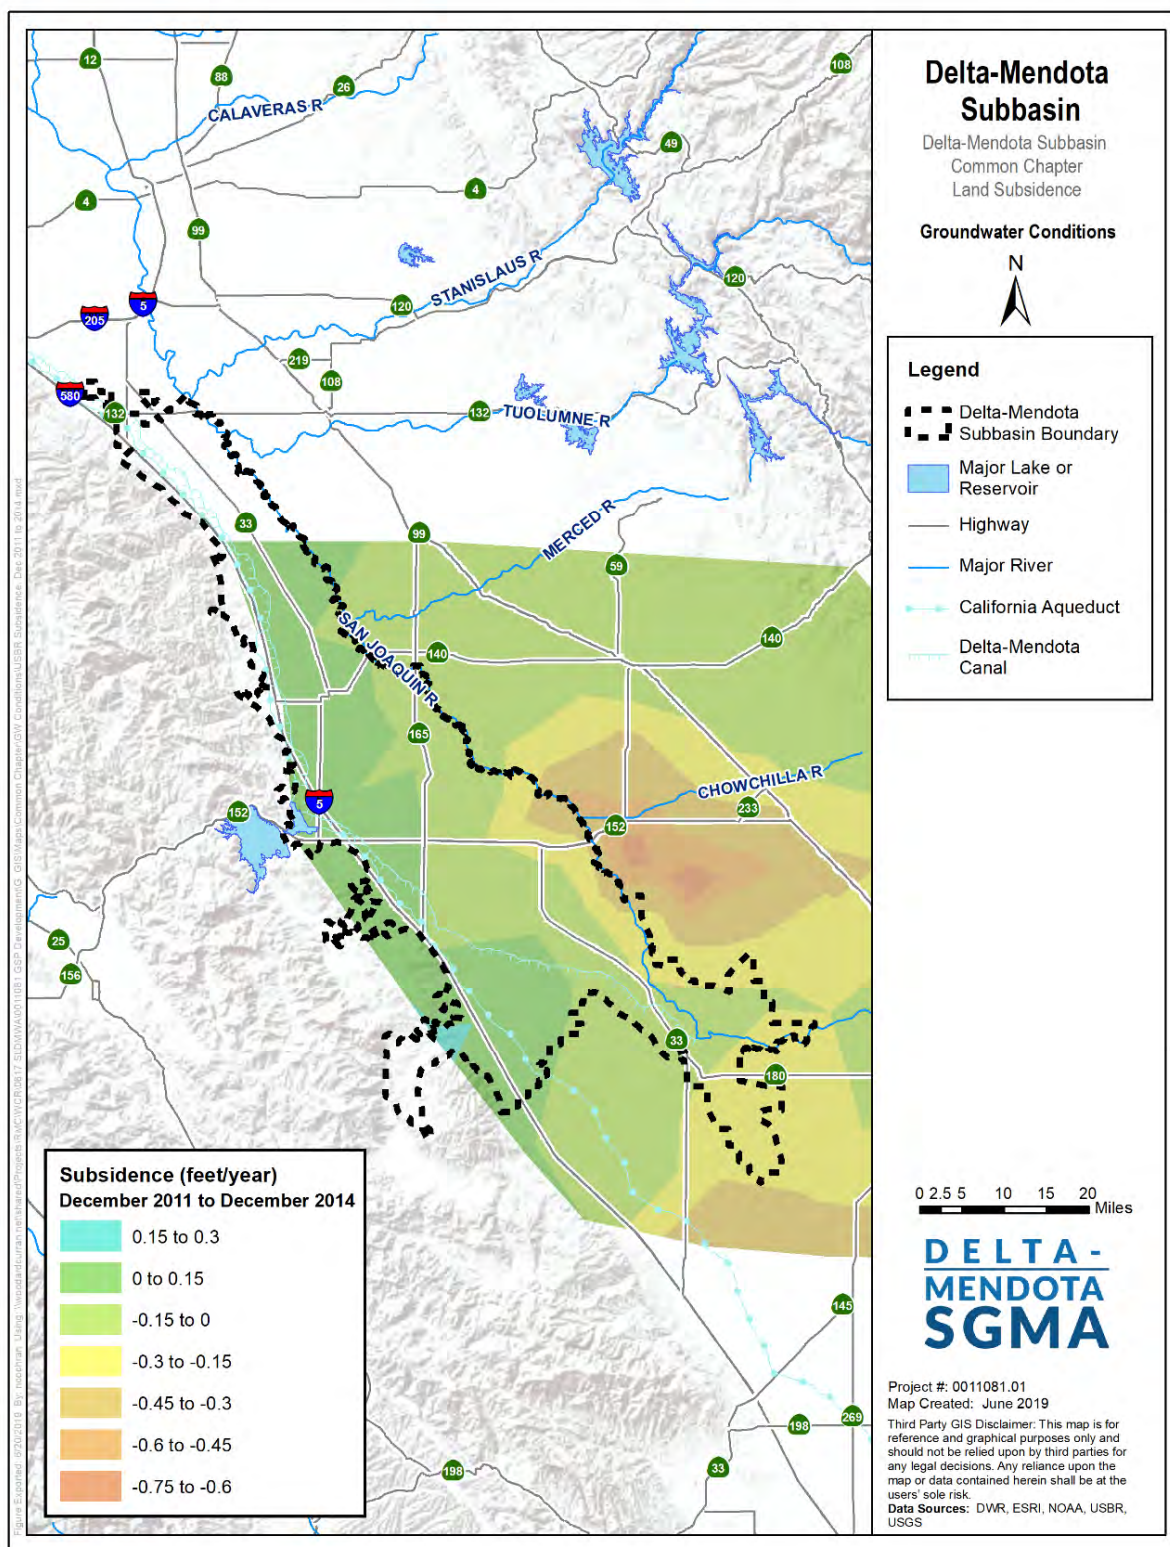 Delta-Mendota
Subbasin
Delta-Mendota Subbasin
Common Chapter
Land Subsidence
Groundwater Conditions
N
Legend
Delta-Mendota
Subbasin Boundary
Major Lake or
Reservoir
Highway
Major River
California Aqueduct
Delta-Mendota
Canal
12
88
26
108
CALAVERAS R
49
4
4
99
STANISLAUS R
120
5
205
120
219
108
580
132
132
TUOLUMNE R
33
99
MERCED R
59
SAN JOAQUIN R
140
140
165
CHOWCHILLA R
233
5
152
152
25
156
33
180
145
198
269
33
198
Subsidence (feet/year)
December 2011 to December 2014
0.15 to 0.3
0 to 0.15
-0.15 to 0
-0.3 to -0.15
-0.45 to -0.3
-0.6 to -0.45
-0.75 to -0.6
0 2.5 5 10 15 20
Miles
DELTA-
MENDOTA
SGMA
Project #: 0011081.01
Map Created: June 2019
Third Party GIS Disclaimer: This map is for
reference and graphical purposes only and
should not be relied upon by third parties for
any legal decisions. Any reliance upon the
map or data contained herein shall be at the
users' sole risk.
Data Sources: DWR, ESRI, NOAA, USBR,
USGS